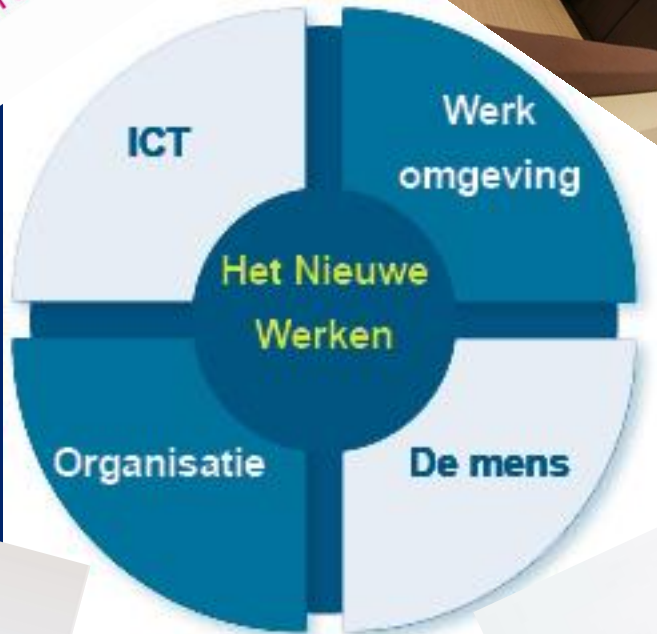 ICT
Werk
omgeving
Het Nieuwe
Werken
Organisatie
De mens